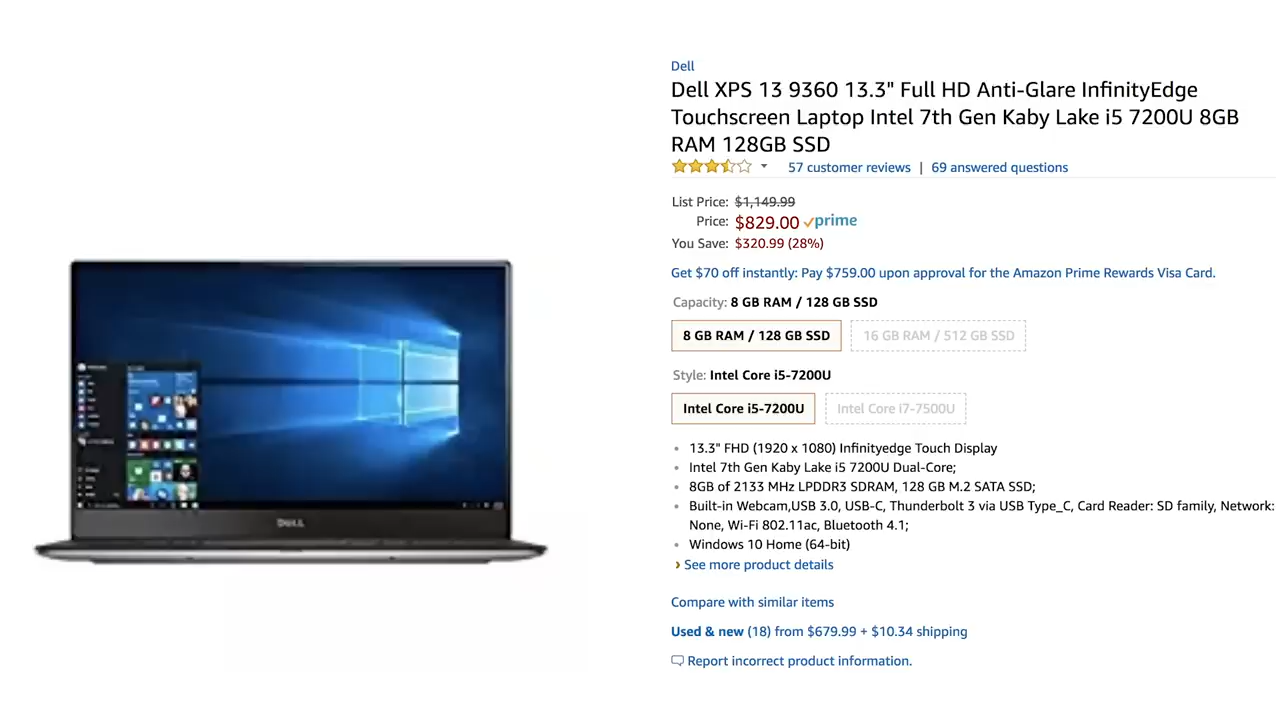 Dell
Dell XPS 13 9360 13.3" Full HD Anti-Glare InfinityEdge
Touchscreen Laptop Intel 7th Gen Kaby Lake i5 7200U 8GB
RAM 128GB SSD
57 customer reviews | 69 answered questions
List Price: $1,149.99
Price: $829.00 prime
You Save: $320.99 (28%)
Get $70 off instantly: Pay $759.00 upon approval for the Amazon Prime Rewards Visa Card.
Capacity: 8 GB RAM / 128 GB SSD
8 GB RAM / 128 GB SSD 16 GB RAM / 512 GB SSD
Style: Intel Core i5-7200U
Intel Core i5-7200U Intel Core i7-7500U
• 13.3" FHD (1920 x 1080) Infinityedge Touch Display
• Intel 7th Gen Kaby Lake i5 7200U Dual-Core;
• 8GB of 2133 MHz LPDDR3 SDRAM, 128 GB M.2 SATA SSD;
• Built-in Webcam,USB 3.0, USB-C, Thunderbolt 3 via USB Type_C, Card Reader: SD family, Network:
None, Wi-Fi 802.11ac, Bluetooth 4.1;
• Windows 10 Home (64-bit)
› See more product details
Compare with similar items
Used & new (18) from $679.99 + $10.34 shipping
Report incorrect product information.
DELL